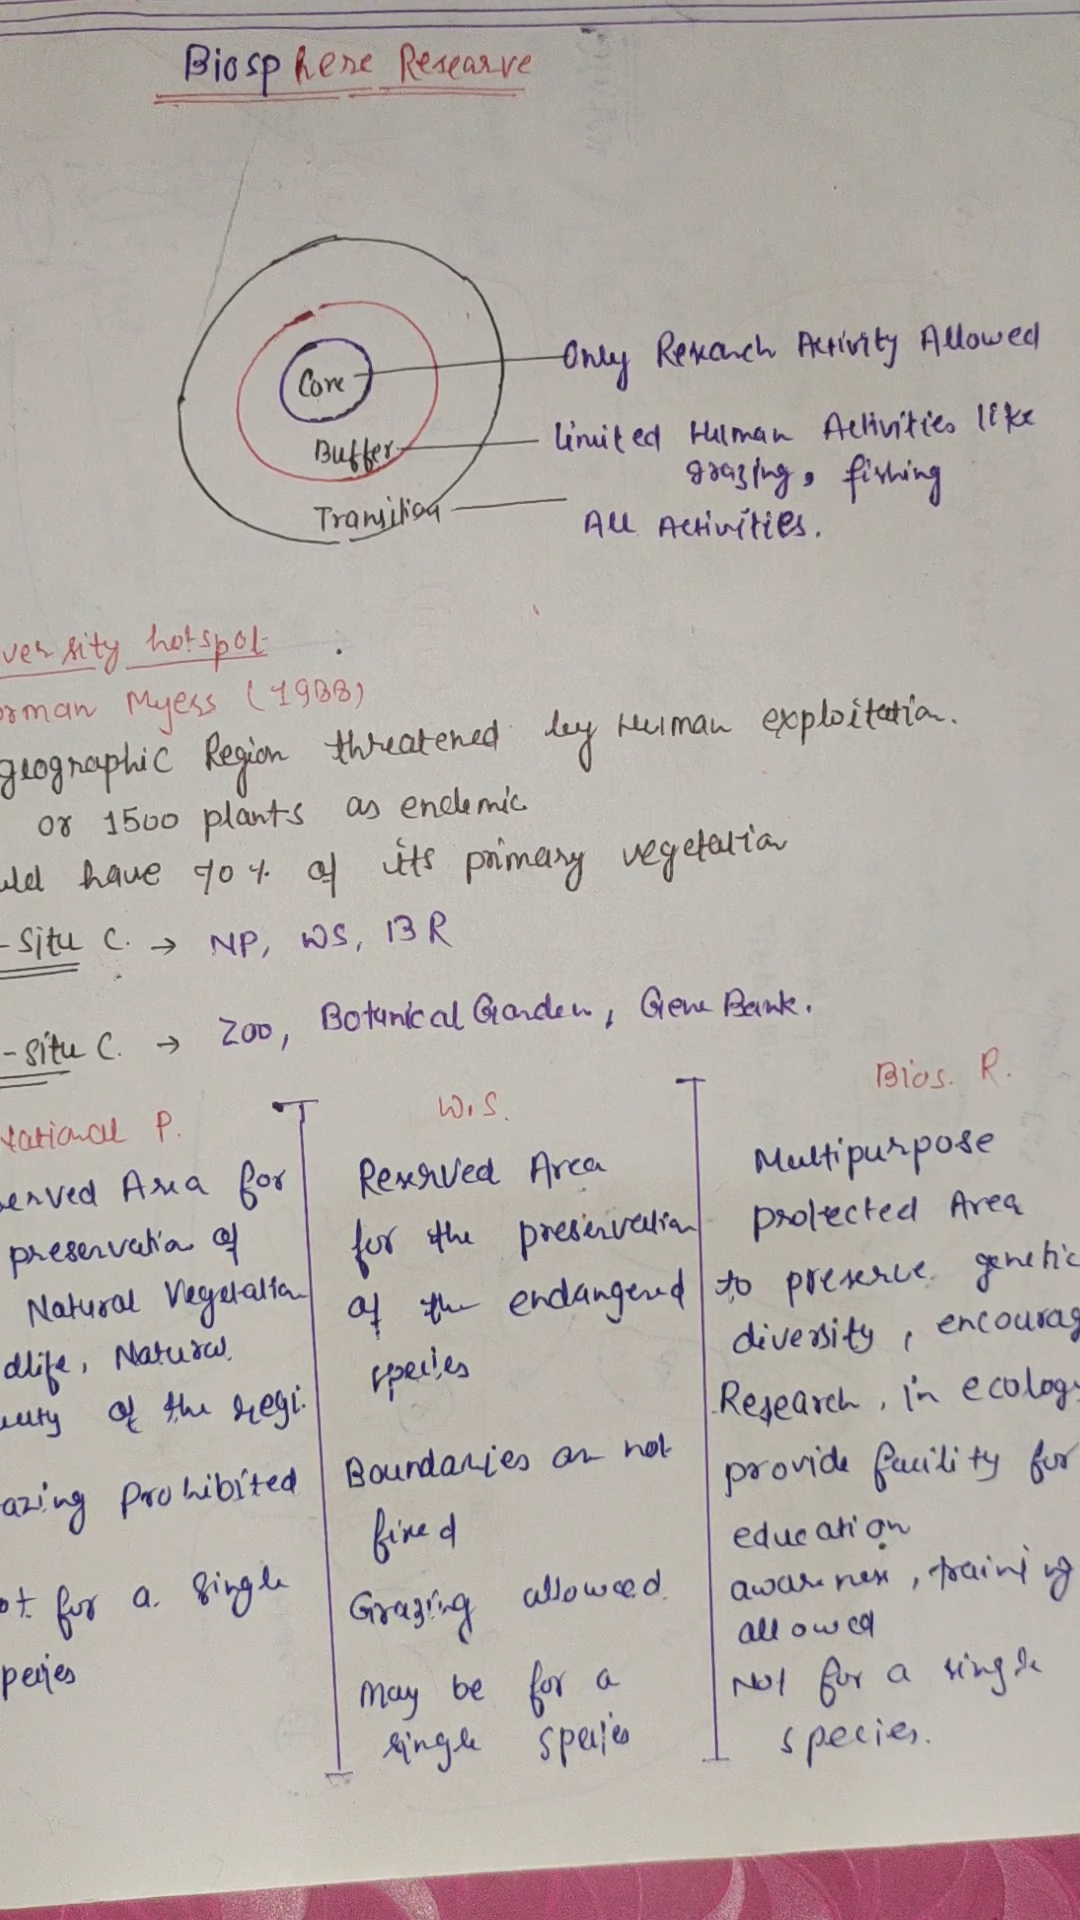 Biosphere Researve
Core
Only Research Activity Allowed
Buffer
Limited Human Activities like
grazing, fishing
Transition
All Activities.
versity hotspot
orman Myess (1988)
geographic Region threatened by Human exploitation.
or 1500 plants as endemic
uld have 70% of its primary vegetation
-Situ C. → NP, WS, BR
-situ C. → Zoo, Botanical Garden, Gene Bank.
National P.
erved Area for
preservation of
Natural Vegetation
dlife, Natural
auty of the regi.
azing Prohibited
ot for a single
pecies
W.S.
Reserved Area
for the preservation
of the endangered
species
Boundaries are not
fixed
Grazing allowed
May be for a
single species
Bios. R.
Multipurpose
protected Area
to preserve genetic
diversity, encourag
Research, in ecology
provide facility for
education
awareness, training
allowed
Not for a single
species.